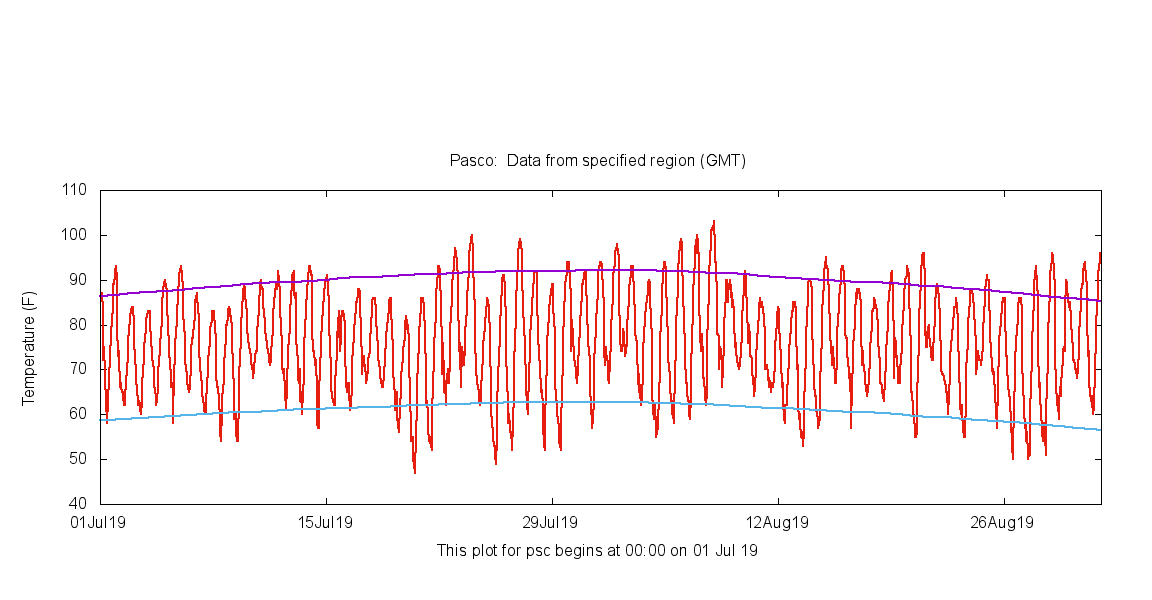 Pasco:  Data from specified region (GMT)
110
100
90
80
70
60
50
40
Temperature (F)
01Jul19 15Jul19 29Jul19 12Aug19 26Aug19
This plot for psc begins at 00:00 on 01 Jul 19